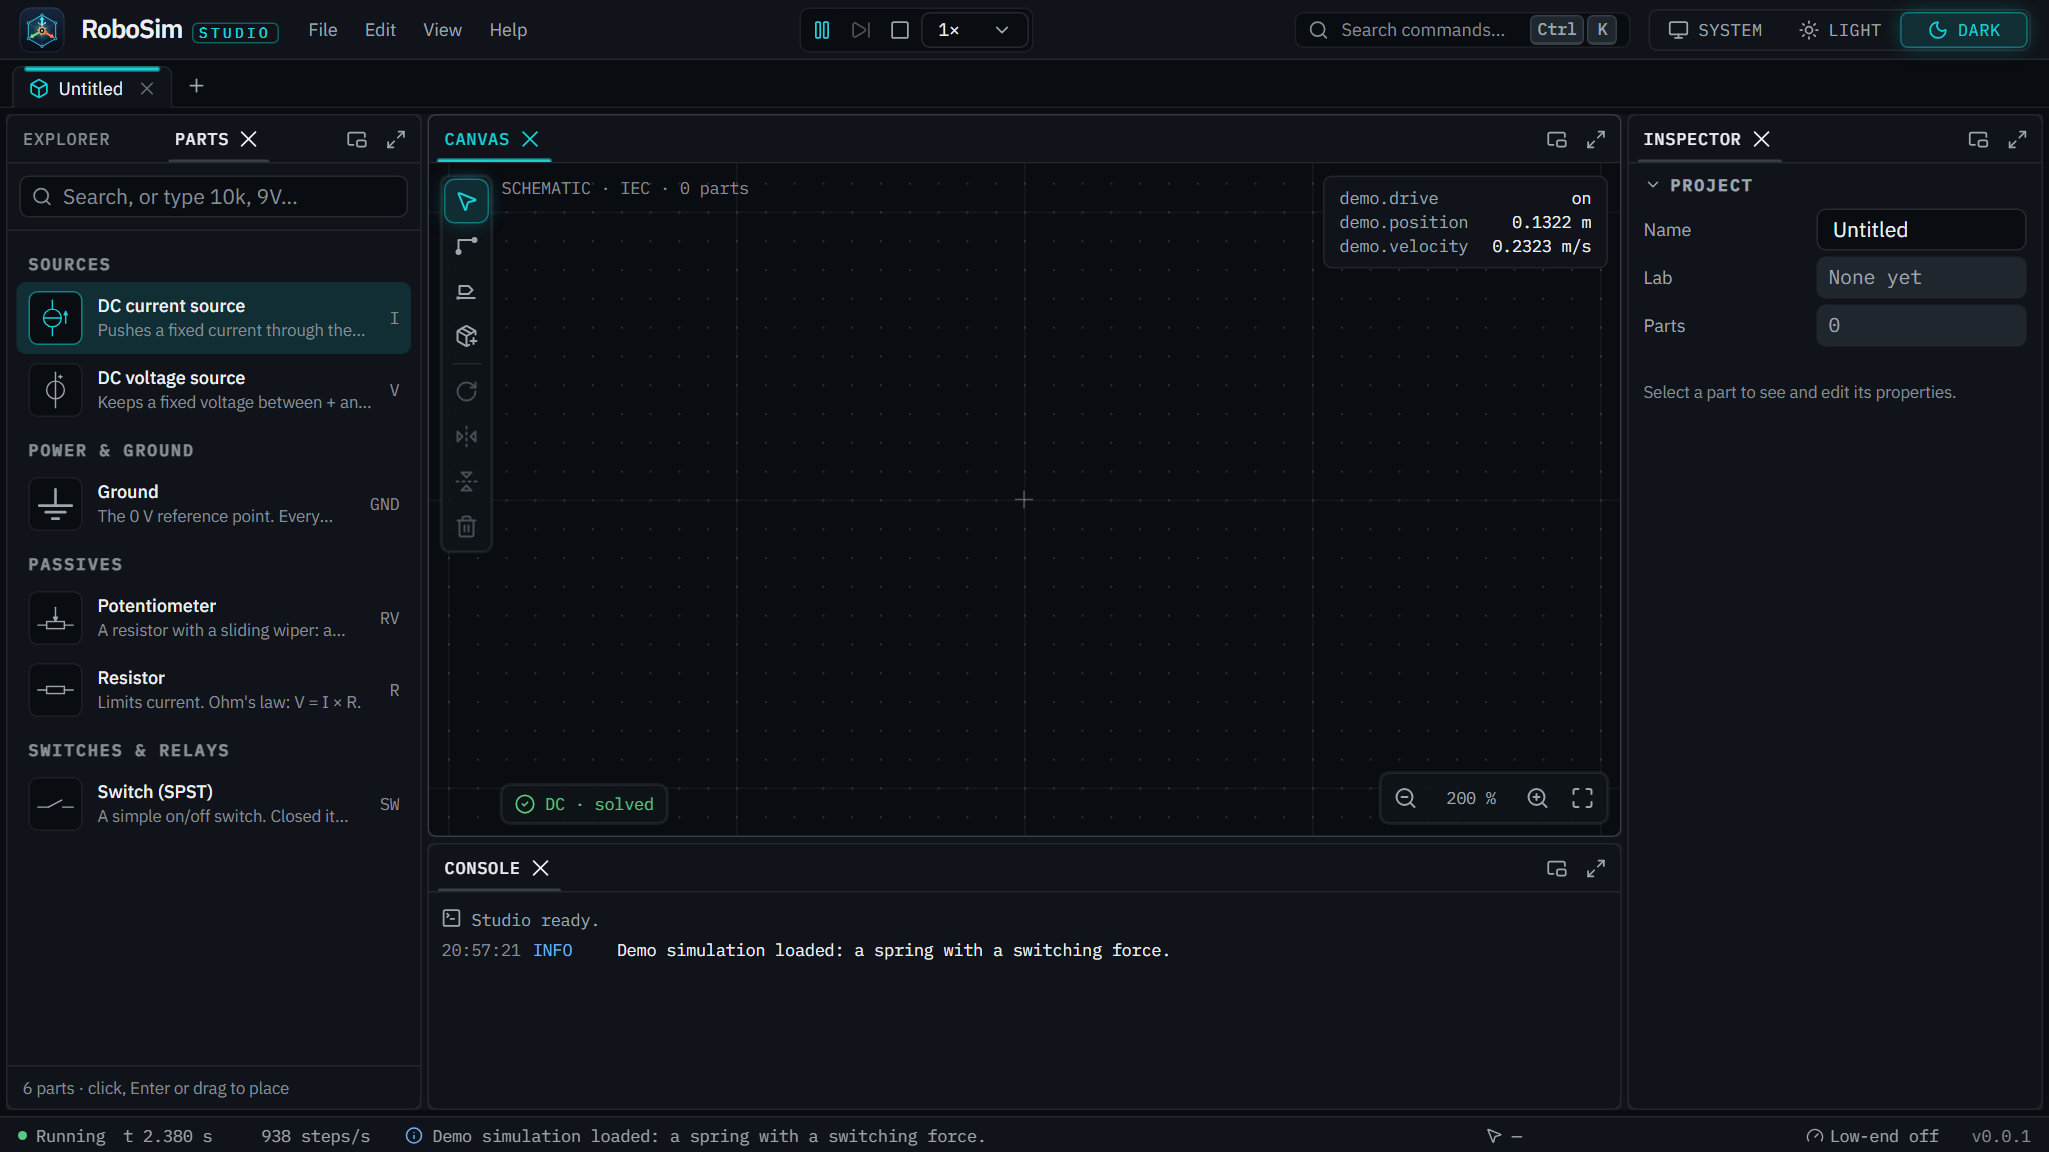 RoboSim STUDIO File Edit View Help 1× Search commands... Ctrl K SYSTEM LIGHT DARK
Untitled
EXPLORER PARTS
Search, or type 10k, 9V...
SOURCES
DC current source
Pushes a fixed current through the...
I
DC voltage source
Keeps a fixed voltage between + an...
V
POWER & GROUND
Ground
The 0 V reference point. Every...
GND
PASSIVES
Potentiometer
A resistor with a sliding wiper: a...
RV
Resistor
Limits current. Ohm's law: V = I × R.
R
SWITCHES & RELAYS
Switch (SPST)
A simple on/off switch. Closed it...
SW
6 parts · click, Enter or drag to place
CANVAS
SCHEMATIC · IEC · 0 parts
demo.drive on
demo.position 0.1322 m
demo.velocity 0.2323 m/s
DC · solved
200 %
CONSOLE
Studio ready.
20:57:21 INFO Demo simulation loaded: a spring with a switching force.
INSPECTOR
PROJECT
Name Untitled
Lab None yet
Parts 0
Select a part to see and edit its properties.
Running t 2.380 s 938 steps/s Demo simulation loaded: a spring with a switching force. — Low-end off v0.0.1